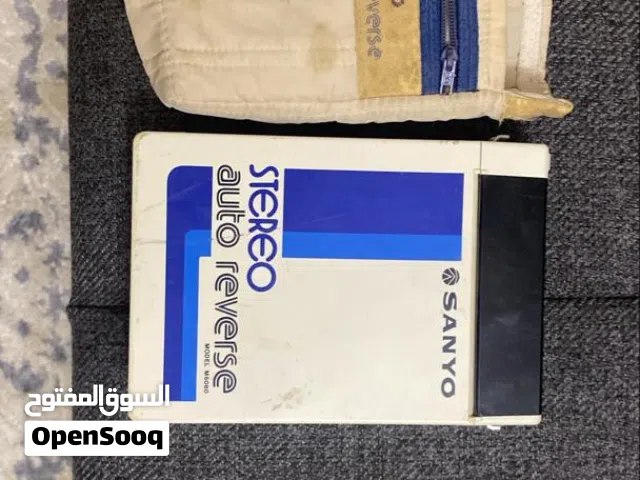 reverse
STEREO
auto reverse
MODEL M6080
SANYO
السوق المفتوح
OpenSooq